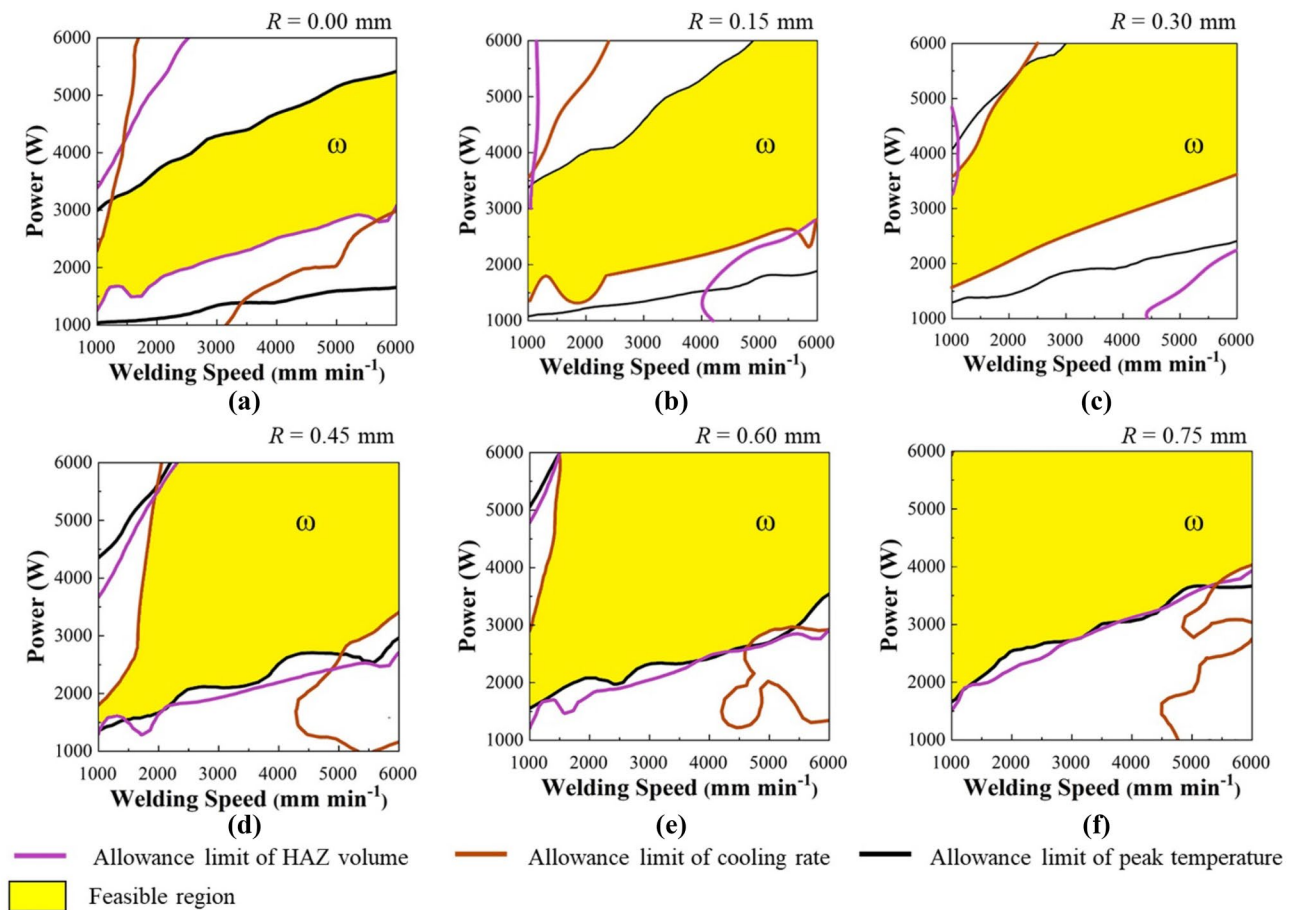 R = 0.00 mm
R = 0.15 mm
R = 0.30 mm
6000
5000
4000
3000
2000
1000
Power (W)
ω
1000 2000 3000 4000 5000 6000
Welding Speed (mm min⁻¹)
(a)
6000
5000
4000
3000
2000
1000
Power (W)
ω
1000 2000 3000 4000 5000 6000
Welding Speed (mm min⁻¹)
(b)
6000
5000
4000
3000
2000
1000
Power (W)
ω
1000 2000 3000 4000 5000 6000
Welding Speed (mm min⁻¹)
(c)
R = 0.45 mm
R = 0.60 mm
R = 0.75 mm
6000
5000
4000
3000
2000
1000
Power (W)
ω
1000 2000 3000 4000 5000 6000
Welding Speed (mm min⁻¹)
(d)
6000
5000
4000
3000
2000
1000
Power (W)
ω
1000 2000 3000 4000 5000 6000
Welding Speed (mm min⁻¹)
(e)
6000
5000
4000
3000
2000
1000
Power (W)
ω
1000 2000 3000 4000 5000 6000
Welding Speed (mm min⁻¹)
(f)
Allowance limit of HAZ volume
Allowance limit of cooling rate
Allowance limit of peak temperature
Feasible region